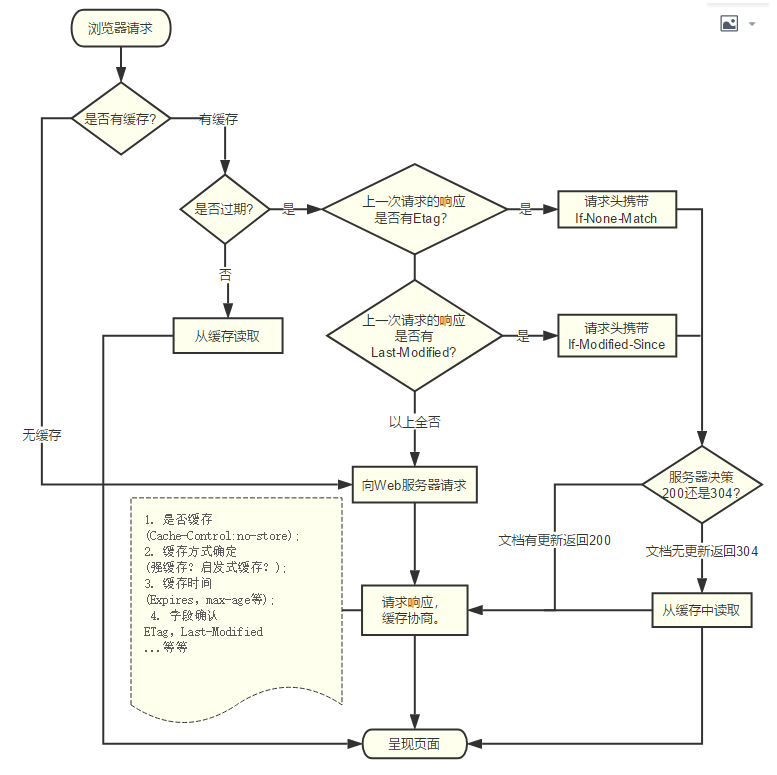 浏览器请求
是否有缓存?
有缓存
是否过期?
是
上一次请求的响应
是否有Etag?
是
请求头携带
If-None-Match
否
从缓存读取
上一次请求的响应
是否有
Last-Modified?
是
请求头携带
If-Modified-Since
无缓存
以上全否
向Web服务器请求
服务器决策
200还是304?
文档有更新返回200
文档无更新返回304
1. 是否缓存
(Cache-Control:no-store);
2. 缓存方式确定
(强缓存？启发式缓存？);
3. 缓存时间
(Expires，max-age等);
4. 字段确认
ETag，Last-Modified
...等等
请求响应，
缓存协商。
从缓存中读取
呈现页面